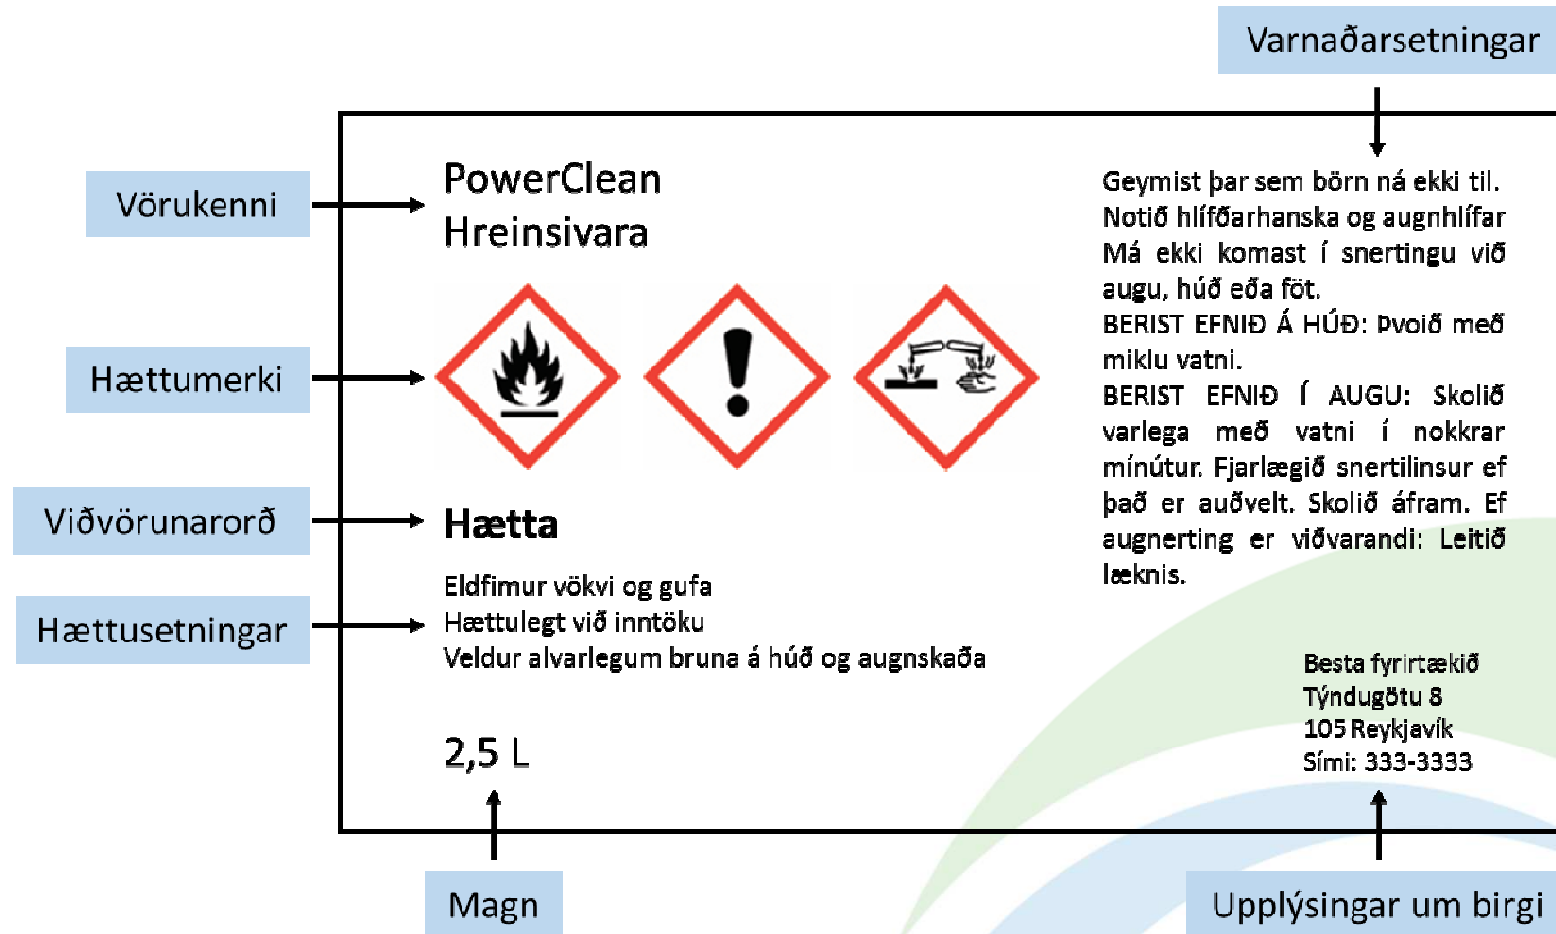 Varnaðarsetningar
Vörukenni
PowerClean
Hreinsivara
Hættumerki
Viðvörunarorð
Hætta
Hættusetningar
Eldfimur vökvi og gufa
Hættulegt við inntöku
Veldur alvarlegum bruna á húð og augnskaða
2,5 L
Magn
Geymist þar sem börn ná ekki til.
Notið hlífðarhanska og augnhlífar
Má ekki komast í snertingu við
augu, húð eða föt.
BERIST EFNIÐ Á HÚÐ: Þvoið með
miklu vatni.
BERIST EFNIÐ Í AUGU: Skolið
varlega með vatni í nokkrar
mínútur. Fjarlægið snertilinsur ef
það er auðvelt. Skolið áfram. Ef
augnerting er viðvarandi: Leitið
læknis.
Besta fyrirtækið
Týndugötu 8
105 Reykjavík
Sími: 333-3333
Upplýsingar um birgi